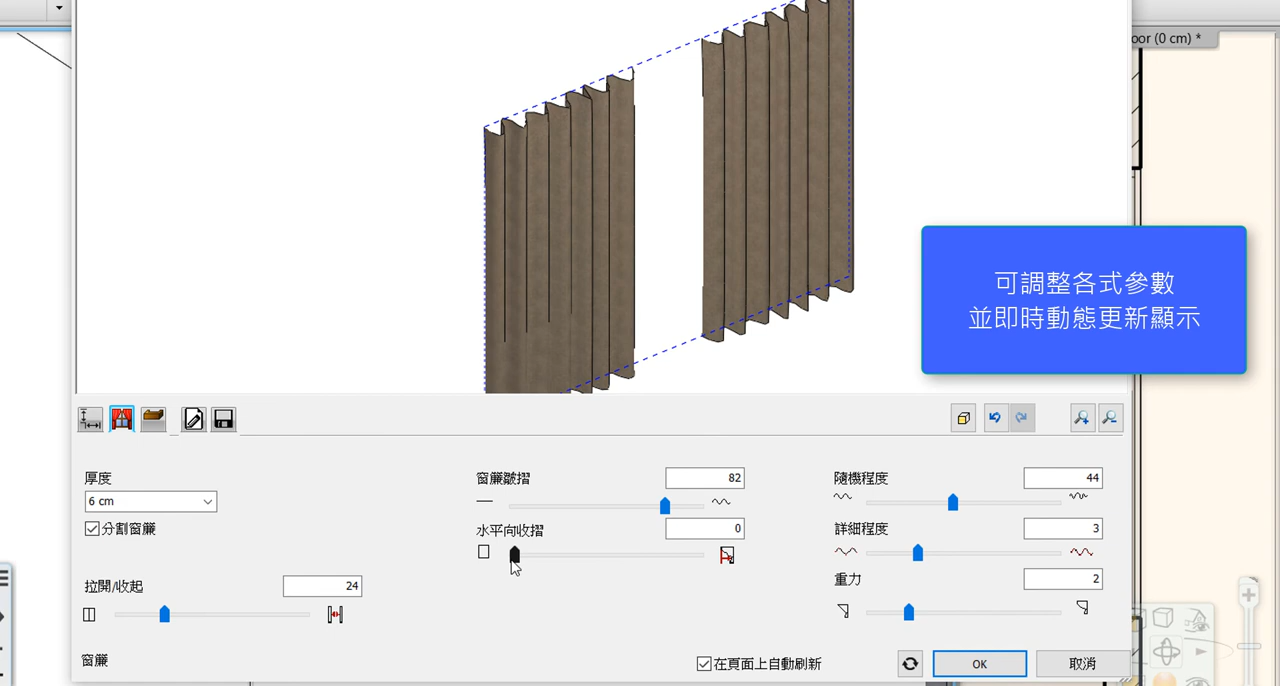 oor (0 cm) *
可調整各式參數
並即時動態更新顯示
厚度
6 cm
分割窗簾
拉開/收起
24
窗簾
窗簾皺摺
82
水平向收摺
0
隨機程度
44
詳細程度
3
重力
2
在頁面上自動刷新
OK
取消